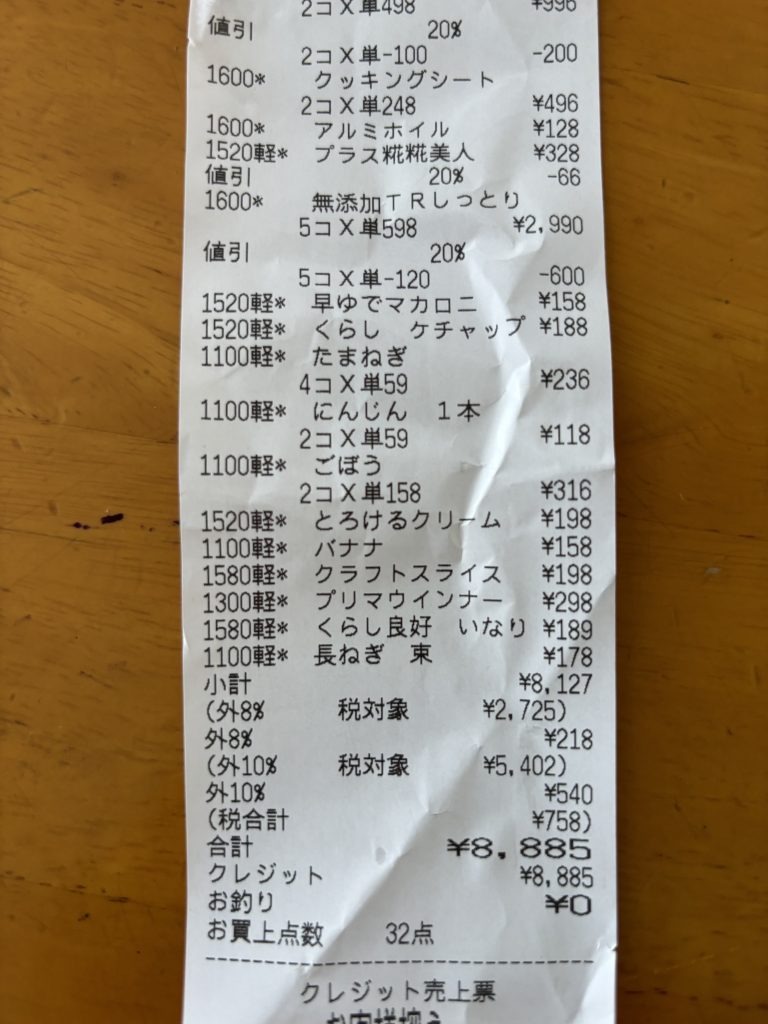 2コX単498 ¥996
値引 20%
2コX単-100 -200
1600* クッキングシート
2コX単248 ¥496
1600* アルミホイル ¥128
1520軽* プラス糀糀美人 ¥328
値引 20% -66
1600* 無添加TRしっとり
5コX単598 ¥2,990
値引 20%
5コX単-120 -600
1520軽* 早ゆでマカロニ ¥158
1520軽* くらし ケチャップ ¥188
1100軽* たまねぎ
4コX単59 ¥236
1100軽* にんじん 1本
2コX単59 ¥118
1100軽* ごぼう
2コX単158 ¥316
1520軽* とろけるクリーム ¥198
1100軽* バナナ ¥158
1580軽* クラフトスライス ¥198
1300軽* プリマウインナー ¥298
1580軽* くらし良好 いなり ¥189
1100軽* 長ねぎ 束 ¥178
小計 ¥8,127
(外8% 税対象 ¥2,725)
外8% ¥218
(外10% 税対象 ¥5,402)
外10% ¥540
(税合計 ¥758)
合計 ¥8,885
クレジット ¥8,885
お釣り ¥0
お買上点数 32点
クレジット売上票